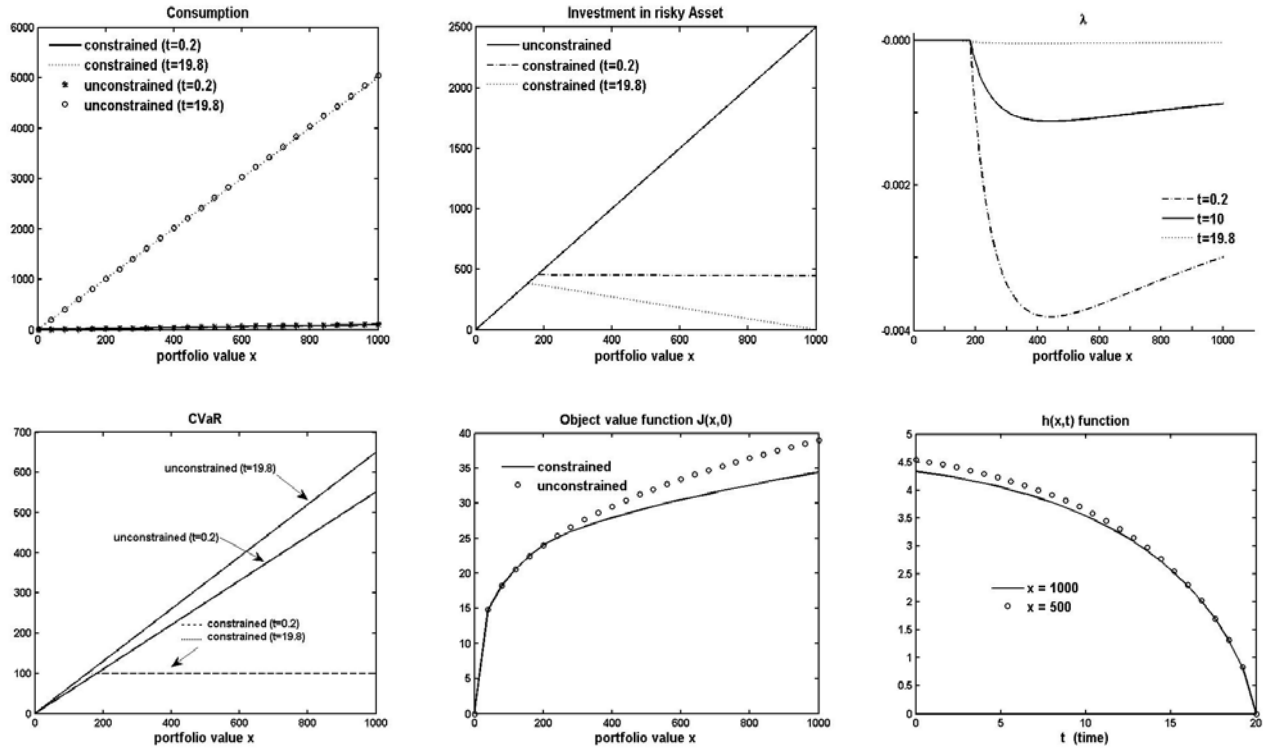 Consumption
6000
5000
4000
3000
2000
1000
0
constrained (t=0.2)
constrained (t=19.8)
unconstrained (t=0.2)
unconstrained (t=19.8)
0 200 400 600 800 1000
portfolio value x
Investment in risky Asset
2500
2000
1500
1000
500
0
unconstrained
constrained (t=0.2)
constrained (t=19.8)
0 200 400 600 800 1000
portfolio value x
λ
-0.000
-0.002
-0.004
t=0.2
t=10
t=19.8
0 200 400 600 800 1000
portfolio value x
CVaR
700
600
500
400
300
200
100
0
unconstrained (t=19.8)
unconstrained (t=0.2)
constrained (t=0.2)
constrained (t=19.8)
0 200 400 600 800 1000
portfolio value x
Object value function J(x,0)
40
35
30
25
20
15
10
5
0
constrained
unconstrained
0 200 400 600 800 1000
portfolio value x
h(x,t) function
5
4.5
4
3.5
3
2.5
2
1.5
1
0.5
0
x = 1000
x = 500
0 5 10 15 20
t (time)